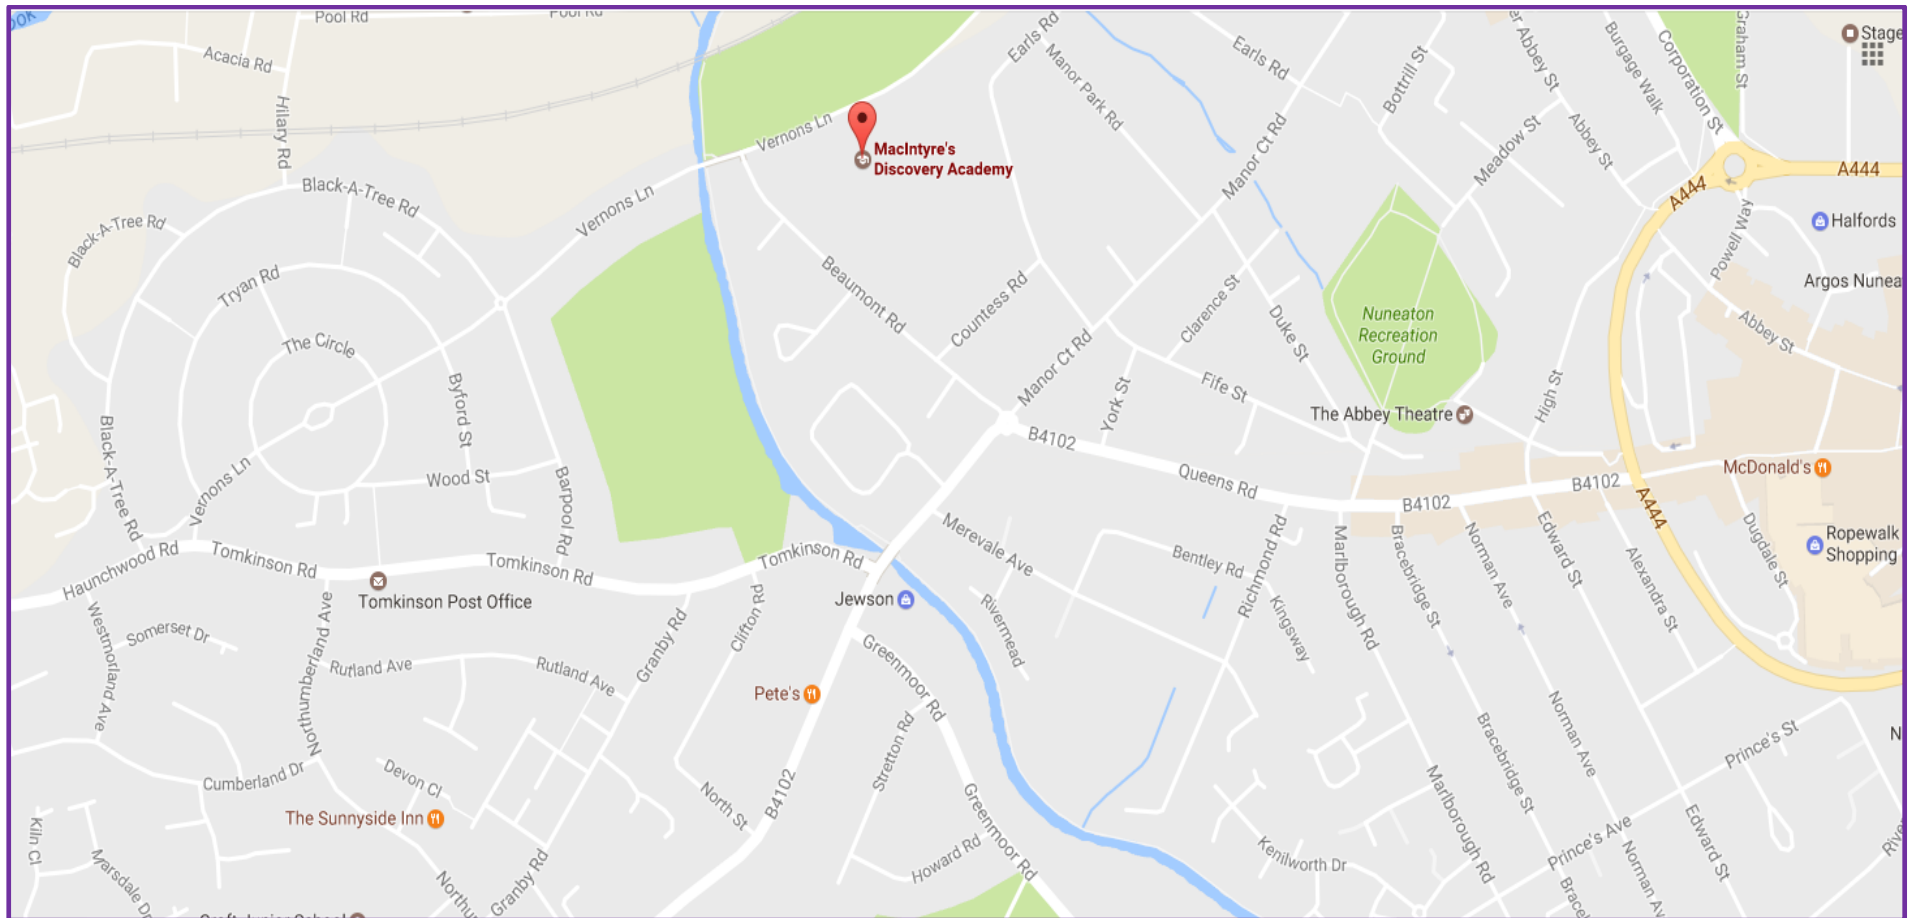 Pool Rd
Acacia Rd
Hilary Rd
Black-A-Tree Rd
Black-A-Tree Rd
Tryan Rd
The Circle
Byford St
Wood St
Barpool Rd
Black-A-Tree Rd
Vernons Ln
Vernons Ln
Vernons Ln
MacIntyre's
Discovery Academy
Earls Rd
Manor Park Rd
Earls Rd
Bottrill St
Abbey St
Burgage Walk
Corporation St
Graham St
Stage
Meadow St
Abbey St
Manor Ct Rd
A444
A444
Powell Way
Halfords
Argos Nunea
Abbey St
Beaumont Rd
Countess Rd
Clarence St
Duke St
Manor Ct Rd
Nuneaton
Recreation
Ground
York St
Fife St
The Abbey Theatre
High St
B4102
Queens Rd
B4102
B4102
McDonald's
A444
Dugdale St
Ropewalk
Shopping
Haunchwood Rd
Tomkinson Rd
Tomkinson Rd
Tomkinson Rd
Tomkinson Post Office
Jewson
Merevale Ave
Rivermead
Bentley Rd
Richmond Rd
Kingsway
Marlborough Rd
Bracebridge St
Norman Ave
Edward St
Alexandra St
Westmorland Ave
Somerset Dr
Northumberland Ave
Rutland Ave
Rutland Ave
Granby Rd
Clifton Rd
Pete's
Greenmoor Rd
Stretton Rd
Cumberland Dr
Devon Cl
The Sunnyside Inn
North St
B4102
Greenmoor Rd
Howard Rd
Kiln Cl
Marsdale Dr
Granby Rd
Kenilworth Dr
Marlborough Rd
Bracebridge St
Norman Ave
Prince's St
Prince's Ave
Edward St
Norman Av